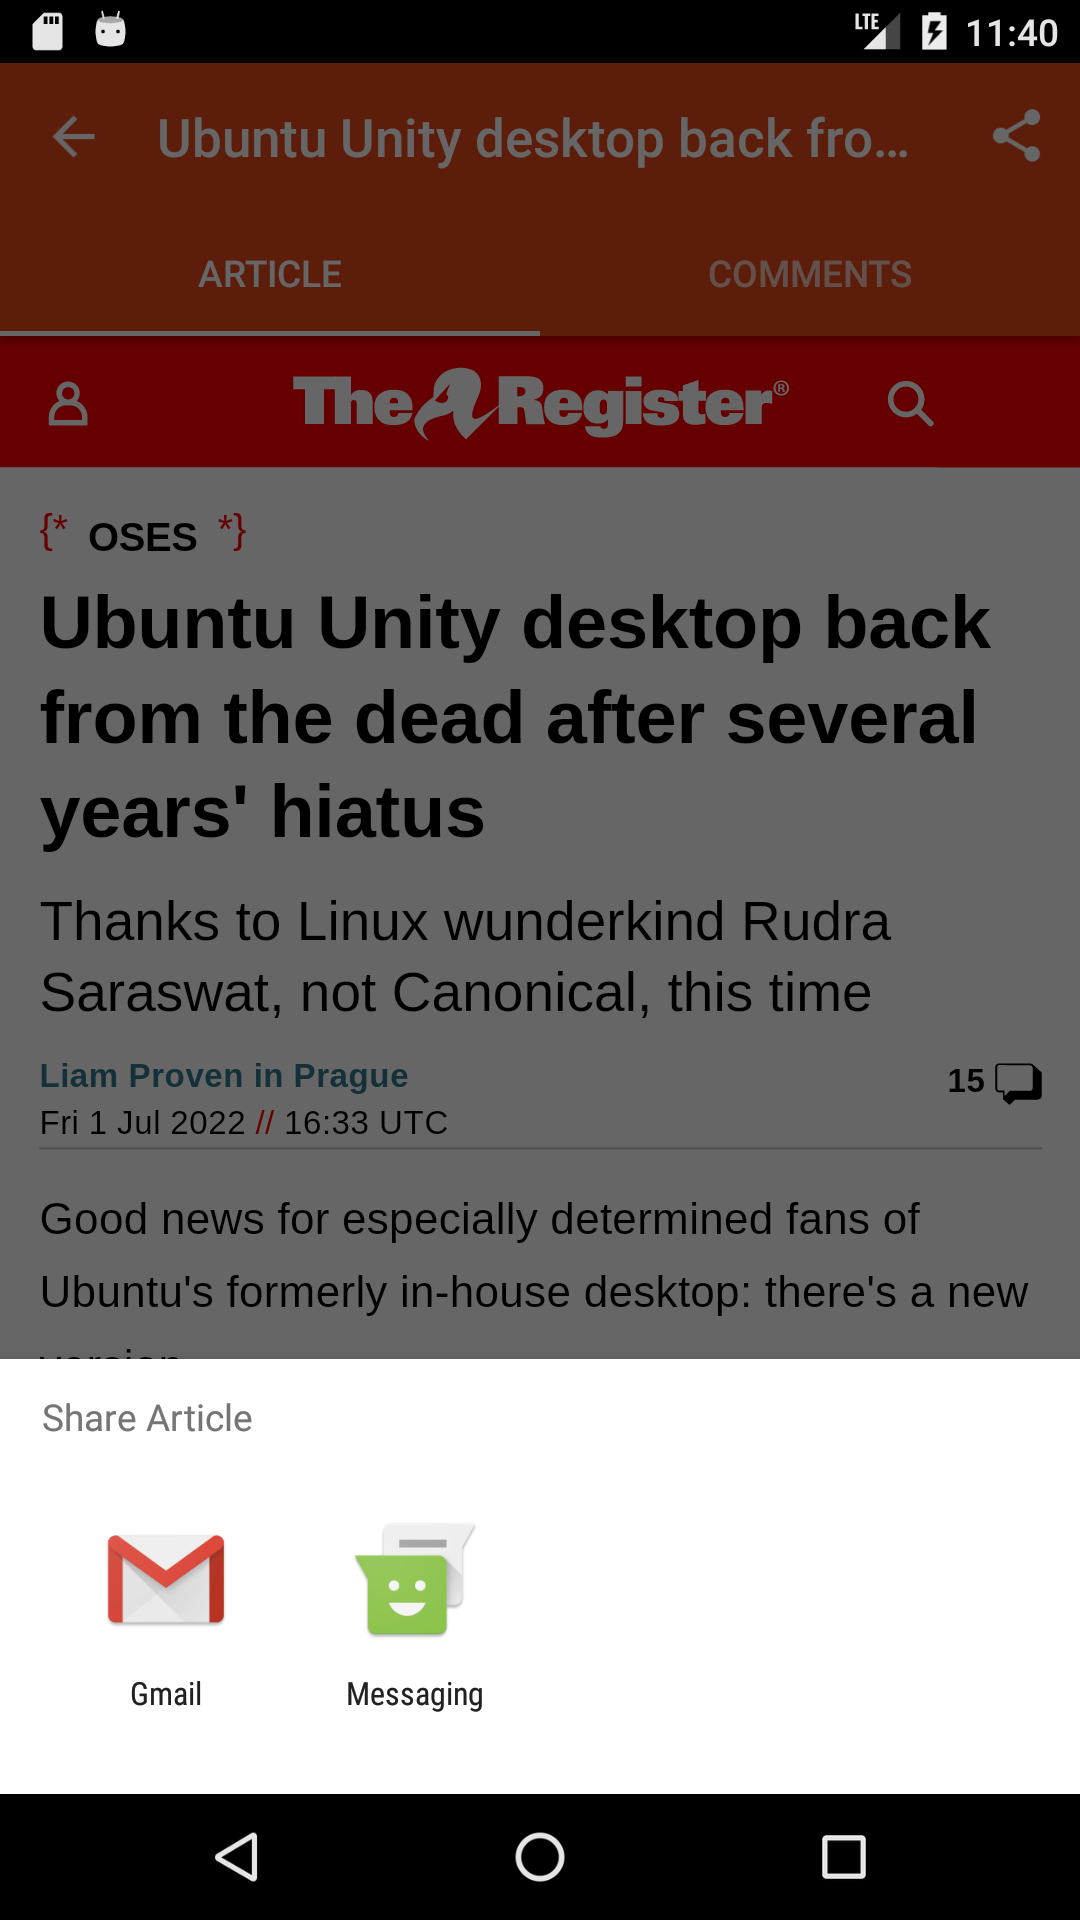 LTE 11:40
Ubuntu Unity desktop back fro...
ARTICLE COMMENTS
The Register®
{* OSES *}
Ubuntu Unity desktop back
from the dead after several
years' hiatus
Thanks to Linux wunderkind Rudra
Saraswat, not Canonical, this time
Liam Proven in Prague
15
Fri 1 Jul 2022 // 16:33 UTC
Good news for especially determined fans of
Ubuntu's formerly in-house desktop: there's a new
version
Share Article
Gmail Messaging